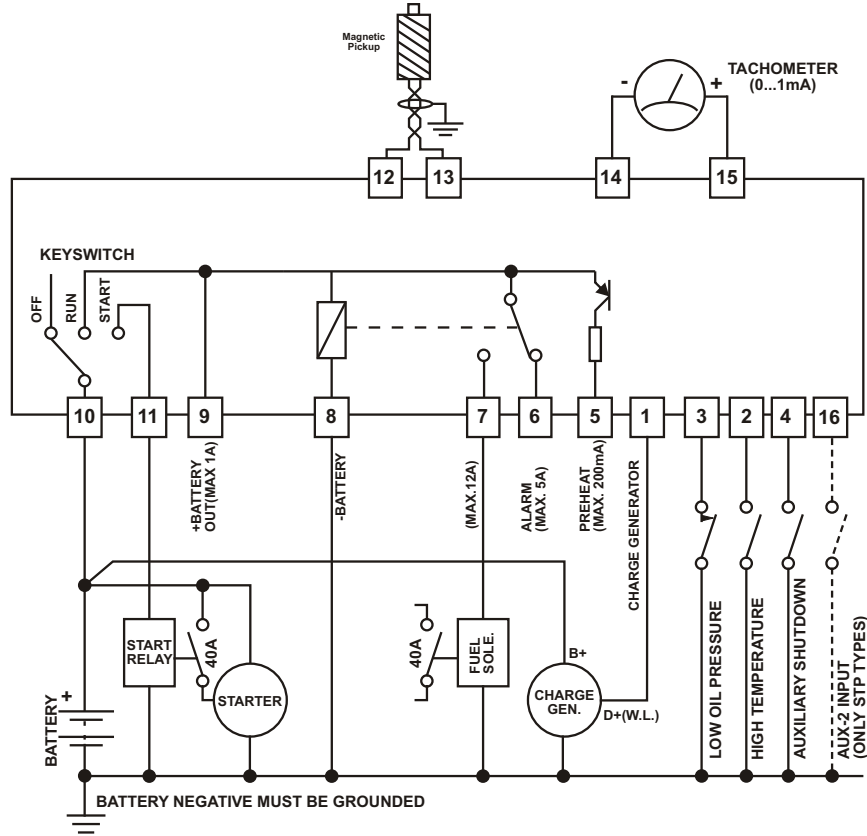 Magnetic
Pickup
-
+
TACHOMETER
(0...1mA)
12
13
14
15
KEYSWITCH
OFF
RUN
START
10
11
9
8
7
6
5
1
3
2
4
16
+BATTERY
OUT(MAX 1A)
-BATTERY
(MAX.12A)
ALARM
(MAX. 5A)
PREHEAT
(MAX. 200mA)
CHARGE GENERATOR
LOW OIL PRESSURE
HIGH TEMPERATURE
AUXILIARY SHUTDOWN
AUX-2 INPUT
(ONLY STP TYPES)
START
RELAY
40A
STARTER
40A
FUEL
SOLE.
B+
CHARGE
GEN.
D+(W.L.)
BATTERY
+
BATTERY NEGATIVE MUST BE GROUNDED